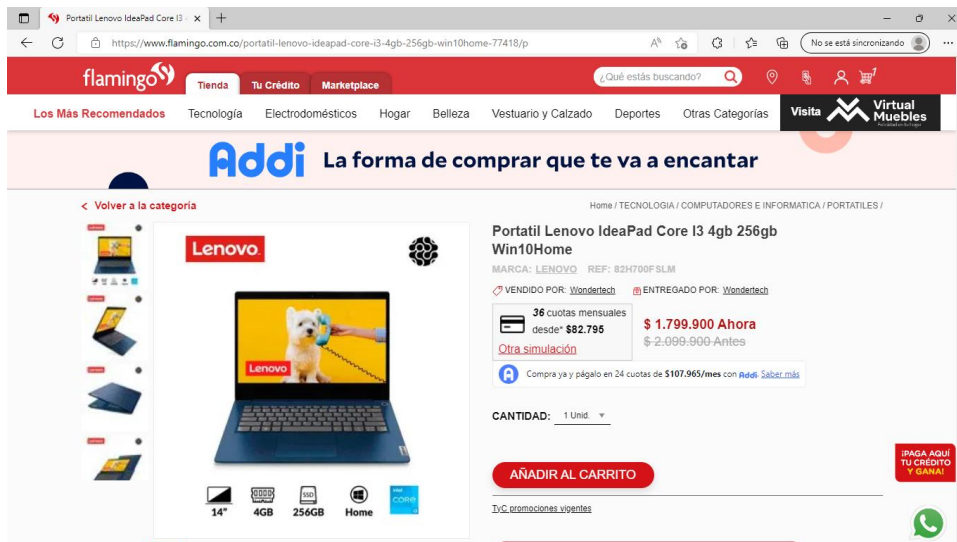 Portatil Lenovo IdeaPad Core I3
https://www.flamingo.com.co/portatil-lenovo-ideapad-core-i3-4gb-256gb-win10home-77418/p
No se está sincronizando
flamingo
Tienda
Tu Crédito
Marketplace
¿Qué estás buscando?
1
Los Más Recomendados
Tecnología
Electrodomésticos
Hogar
Belleza
Vestuario y Calzado
Deportes
Otras Categorías
Visita
Virtual
Muebles
Addi La forma de comprar que te va a encantar
< Volver a la categoria
Home / TECNOLOGIA / COMPUTADORES E INFORMATICA / PORTATILES /
Lenovo
Lenovo
14"
4GB
SSD
256GB
Home
intel
CORE
Portatil Lenovo IdeaPad Core I3 4gb 256gb
Win10Home
MARCA: LENOVO REF: 82H700FSLM
VENDIDO POR: Wondertech
ENTREGADO POR: Wondertech
36 cuotas mensuales
desde* $82.795
Otra simulación
$ 1.799.900 Ahora
$ 2.099.900 Antes
Compra ya y págalo en 24 cuotas de $107.965/mes con Addi. Saber más
CANTIDAD: 1 Unid.
AÑADIR AL CARRITO
TyC promociones vigentes
¡PAGA AQUÍ
TU CRÉDITO
Y GANA!